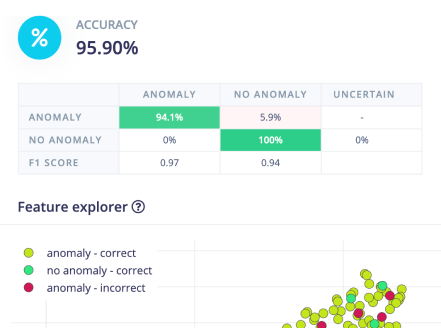 %
ACCURACY
95.90%
ANOMALY NO ANOMALY UNCERTAIN
ANOMALY 94.1% 5.9% -
NO ANOMALY 0% 100% 0%
F1 SCORE 0.97 0.94
Feature explorer ?
anomaly - correct
no anomaly - correct
anomaly - incorrect